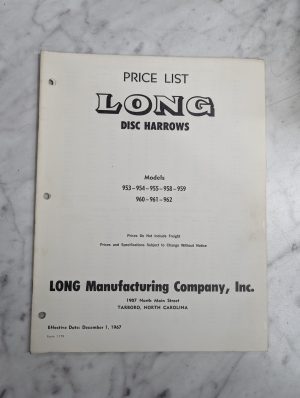 PRICE LIST
LONG
DISC HARROWS
Models
953-954-955-958-959
960-961-962
Prices Do Not Include Freight
Prices and Specifications Subject to Change Without Notice
LONG Manufacturing Company, Inc.
1907 North Main Street
TARBORO, NORTH CAROLINA
Effective Date: December 1, 1967